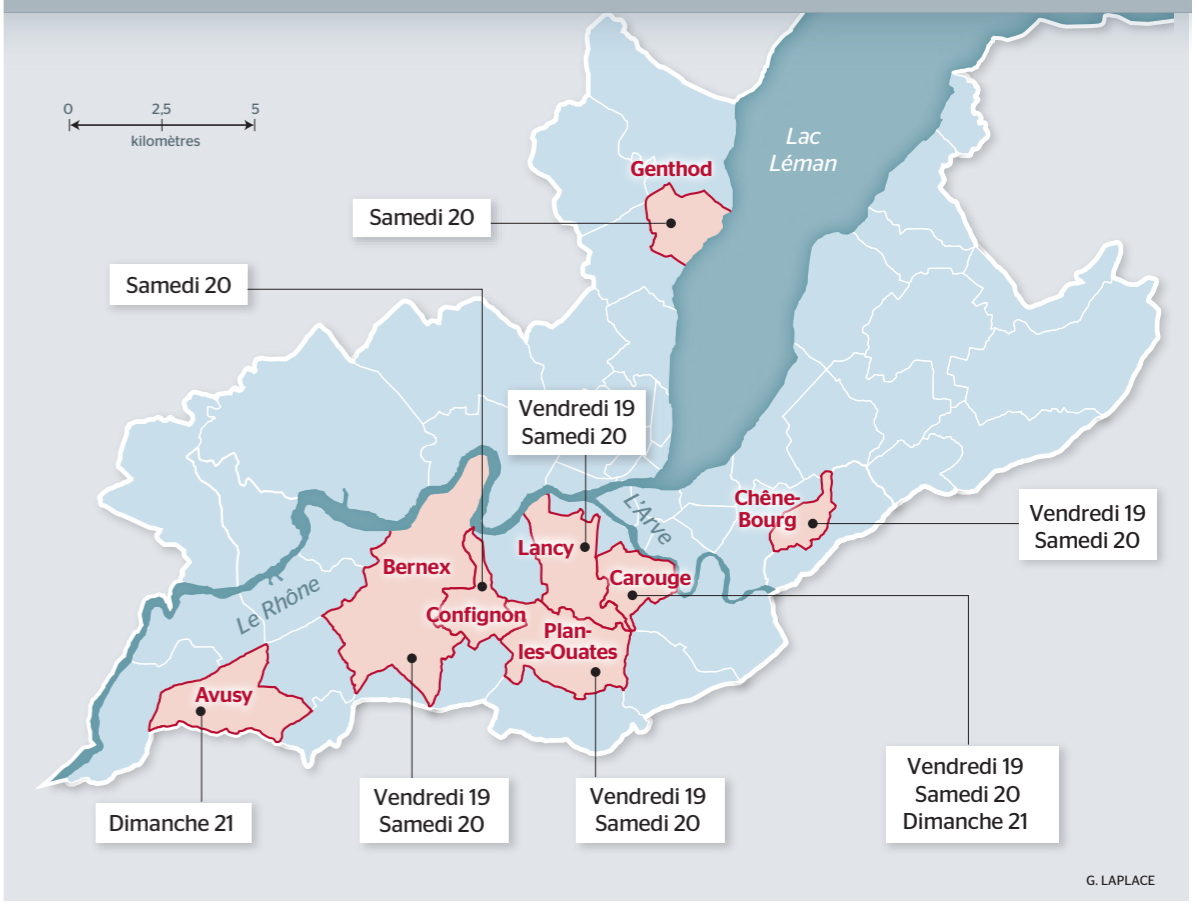 0
2,5
5
kilomètres
Lac
Léman
Genthod
Samedi 20
Samedi 20
Vendredi 19
Samedi 20
L'Arve
Chêne-
Bourg
Vendredi 19
Samedi 20
Lancy
Bernex
Carouge
Le Rhône
Confignon
Plan-
les-Ouates
Avusy
Vendredi 19
Samedi 20
Dimanche 21
Vendredi 19
Samedi 20
Vendredi 19
Samedi 20
Dimanche 21
G. LAPLACE